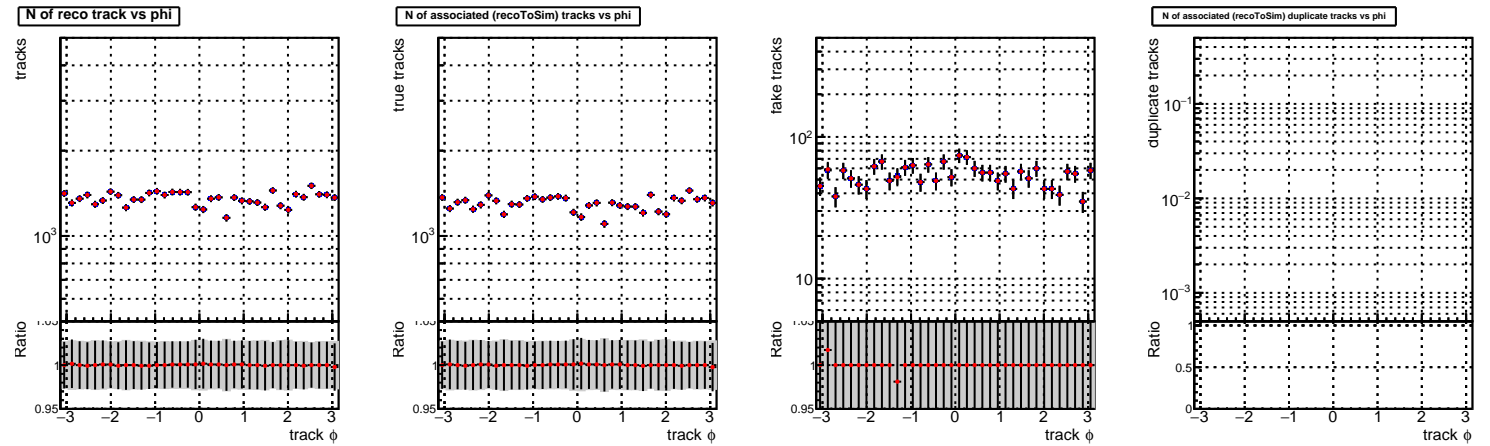 N of reco track vs phi
tracks
10³
Ratio
1.05
1
0.95
−3 −2 −1 0 1 2 3
track ϕ
N of associated (recoToSim) tracks vs phi
true tracks
10³
Ratio
1.05
1
0.95
−3 −2 −1 0 1 2 3
track ϕ
fake tracks
10²
10
Ratio
1.05
1
0.95
−3 −2 −1 0 1 2 3
track ϕ
N of associated (recoToSim) duplicate tracks vs phi
duplicate tracks
10⁻¹
10⁻²
10⁻³
Ratio
1
0.5
0
−3 −2 −1 0 1 2 3
track ϕ